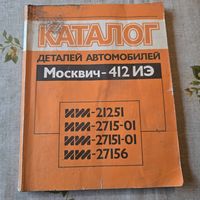 КАТАЛОГ
ДЕТАЛЕЙ АВТОМОБИЛЕЙ
Москвич-412 ИЭ
ИЖ-21251
ИЖ-2715-01
ИЖ-27151-01
ИЖ-27156